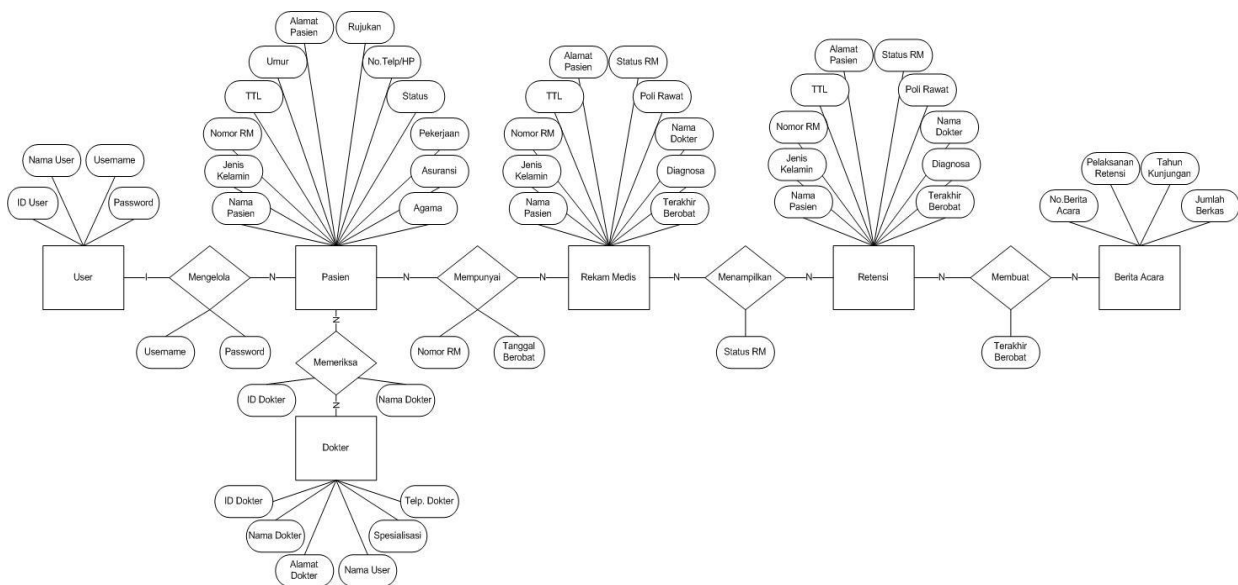 Alamat
Pasien
Rujukan
Umur
No.Telp/HP
TTL
Status
Nomor RM
Pekerjaan
Jenis
Kelamin
Asuransi
Nama
Pasien
Agama
Alamat
Pasien
Status RM
TTL
Poli Rawat
Nomor RM
Nama
Dokter
Jenis
Kelamin
Diagnosa
Nama
Pasien
Terakhir
Berobat
Alamat
Pasien
Status RM
TTL
Poli Rawat
Nomor RM
Nama
Dokter
Jenis
Kelamin
Diagnosa
Nama
Pasien
Terakhir
Berobat
Nama User
Username
ID User
Password
Pelaksanan
Retensi
Tahun
Kunjungan
No.Berita
Acara
Jumlah
Berkas
User
I
Mengelola
N
Pasien
N
Mempunyai
N
Rekam Medis
N
Menampilkan
N
Retensi
N
Membuat
N
Berita Acara
Username
Password
Nomor RM
Tanggal
Berobat
Status RM
Terakhir
Berobat
N
Memeriksa
ID Dokter
Nama Dokter
N
Dokter
ID Dokter
Telp. Dokter
Nama Dokter
Spesialisasi
Alamat
Dokter
Nama User